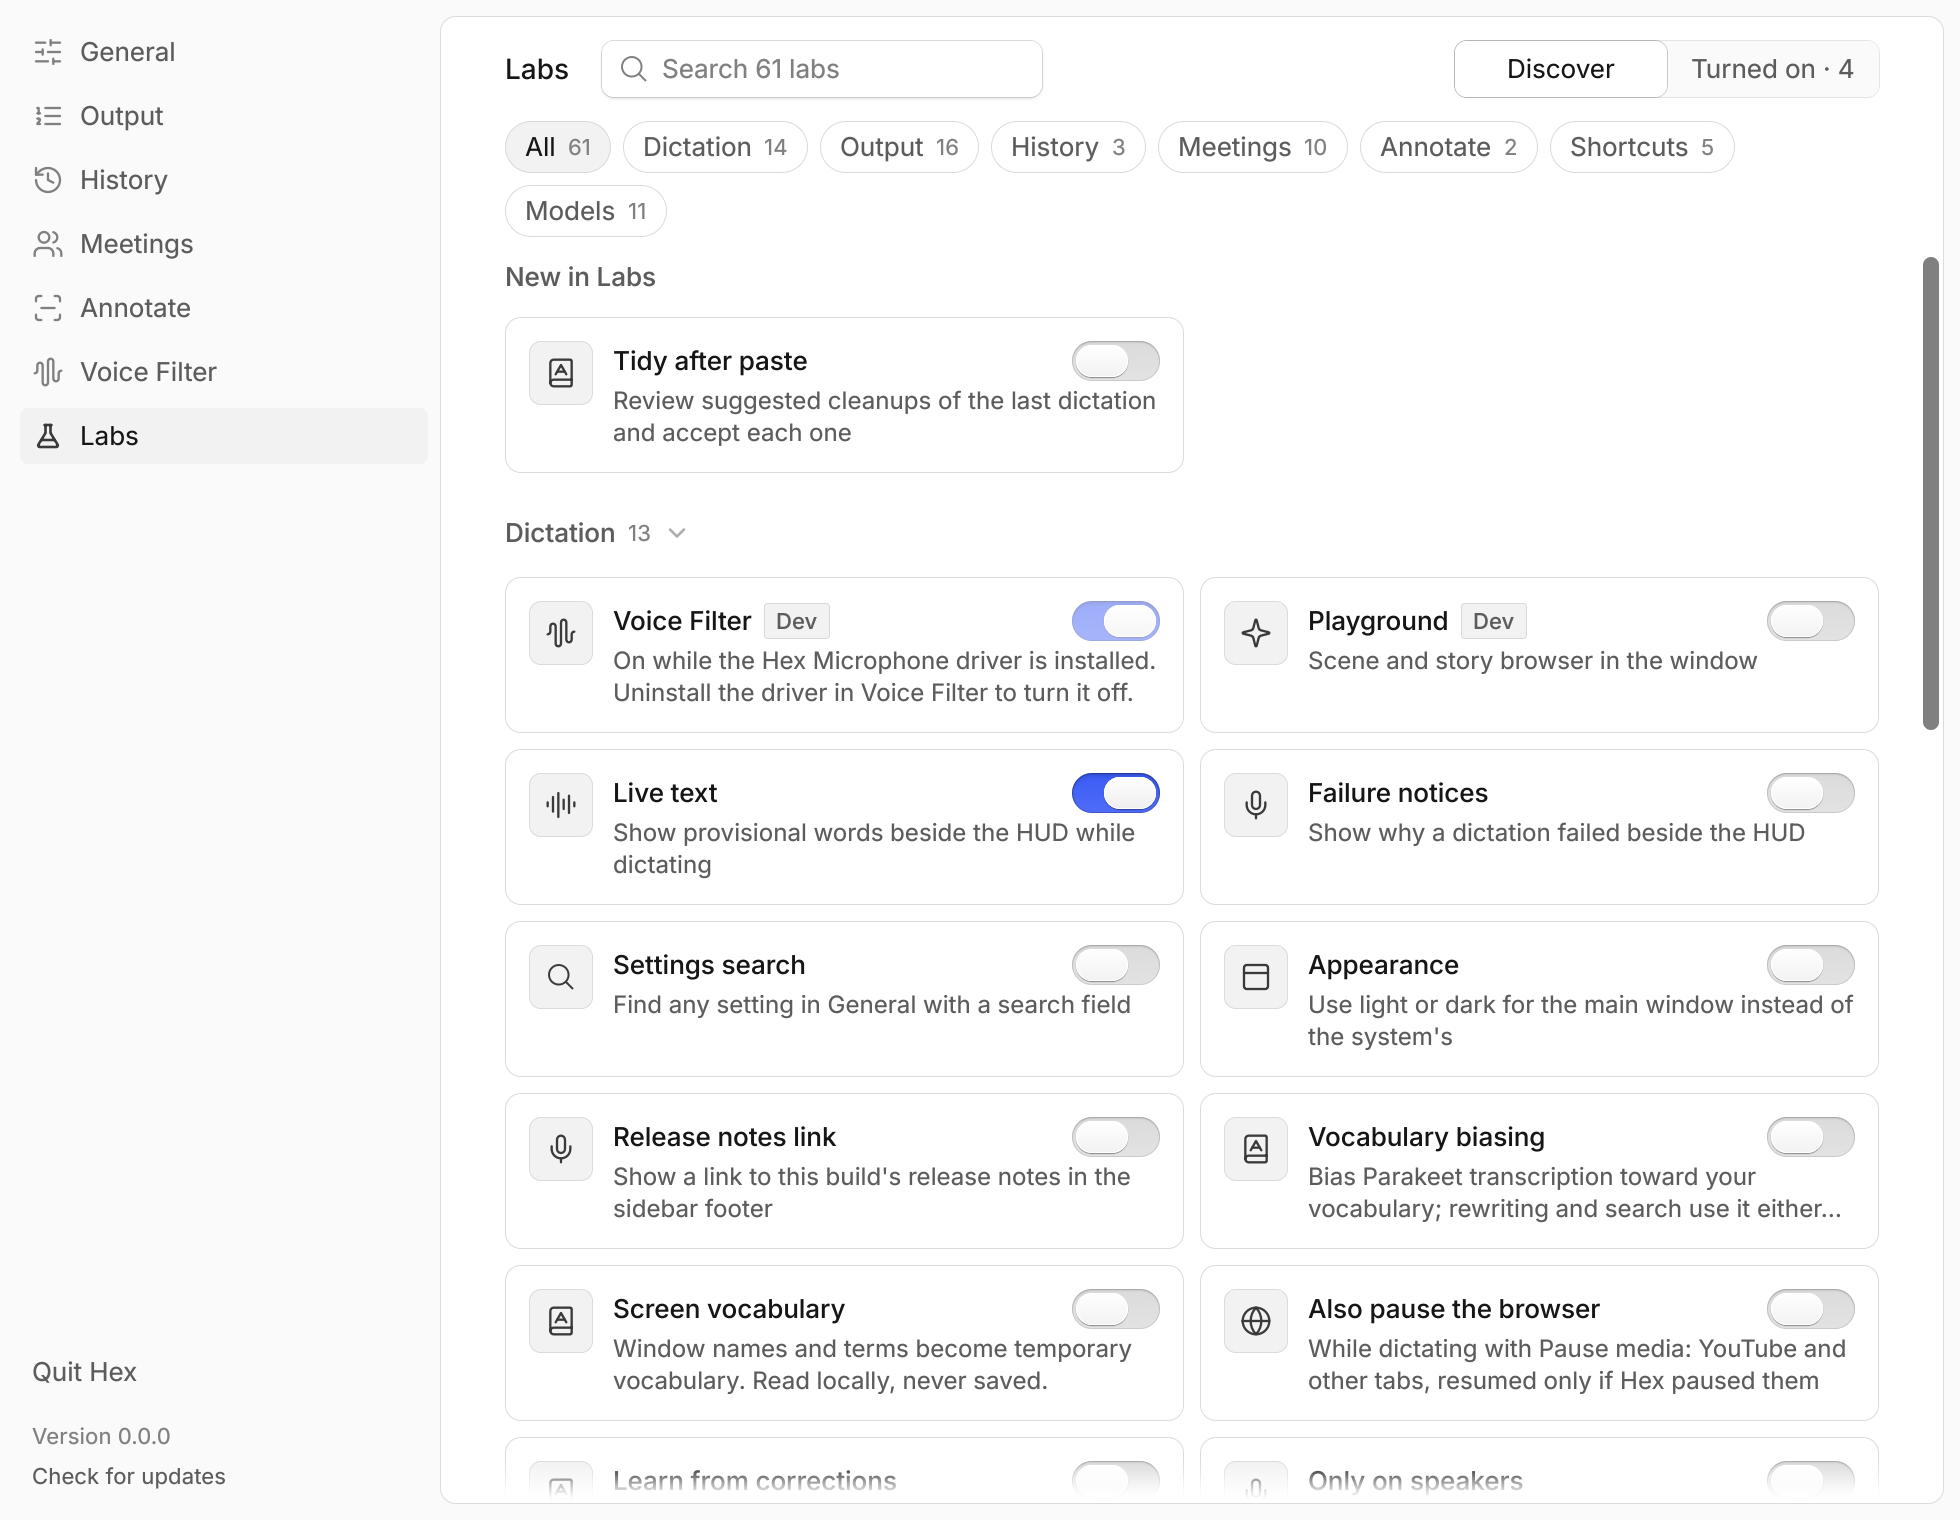 General
Output
History
Meetings
Annotate
Voice Filter
Labs
Quit Hex
Version 0.0.0
Check for updates
Labs
Search 61 labs
Discover
Turned on · 4
All 61
Dictation 14
Output 16
History 3
Meetings 10
Annotate 2
Shortcuts 5
Models 11
New in Labs
Tidy after paste
Review suggested cleanups of the last dictation
and accept each one
Dictation 13
Voice Filter Dev
On while the Hex Microphone driver is installed.
Uninstall the driver in Voice Filter to turn it off.
Playground Dev
Scene and story browser in the window
Live text
Show provisional words beside the HUD while
dictating
Failure notices
Show why a dictation failed beside the HUD
Settings search
Find any setting in General with a search field
Appearance
Use light or dark for the main window instead of
the system's
Release notes link
Show a link to this build's release notes in the
sidebar footer
Vocabulary biasing
Bias Parakeet transcription toward your
vocabulary; rewriting and search use it either...
Screen vocabulary
Window names and terms become temporary
vocabulary. Read locally, never saved.
Also pause the browser
While dictating with Pause media: YouTube and
other tabs, resumed only if Hex paused them
Learn from corrections
Only on speakers